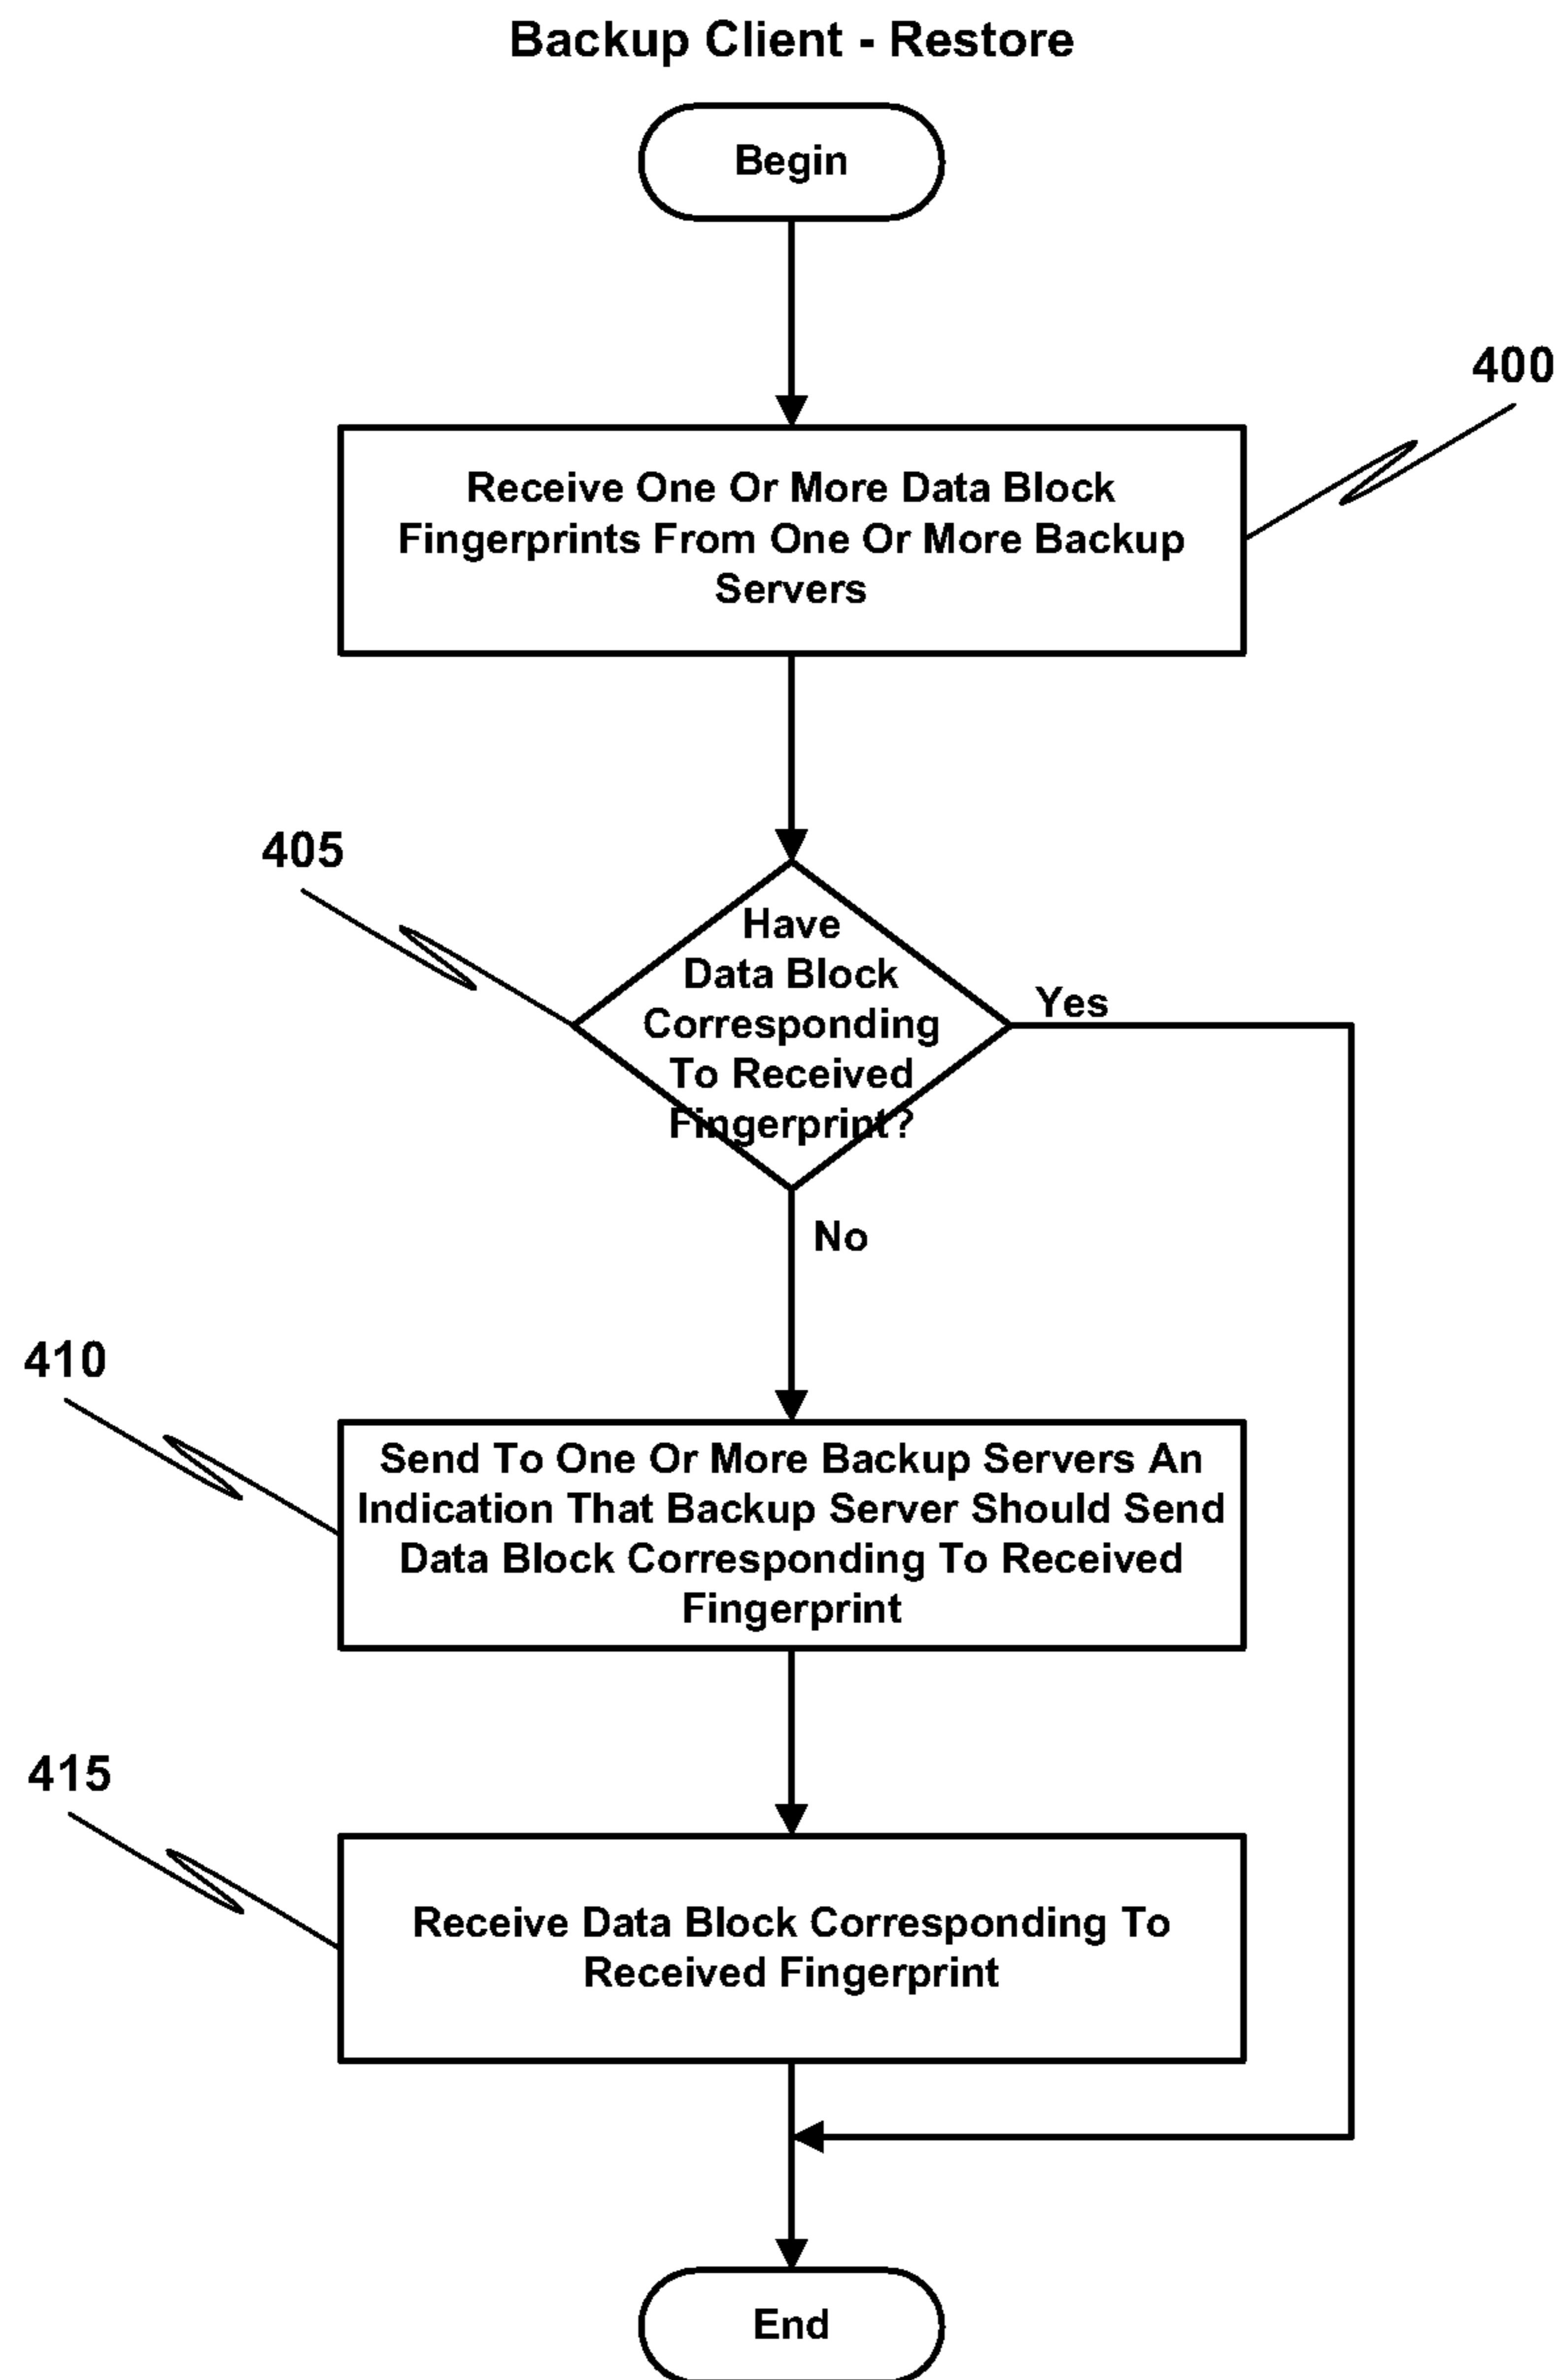 Backup Client - Restore
Begin
400
Receive One Or More Data Block
Fingerprints From One Or More Backup
Servers
405
Have
Data Block
Corresponding
To Received
Fingerprint?
Yes
No
410
Send To One Or More Backup Servers An
Indication That Backup Server Should Send
Data Block Corresponding To Received
Fingerprint
415
Receive Data Block Corresponding To
Received Fingerprint
End